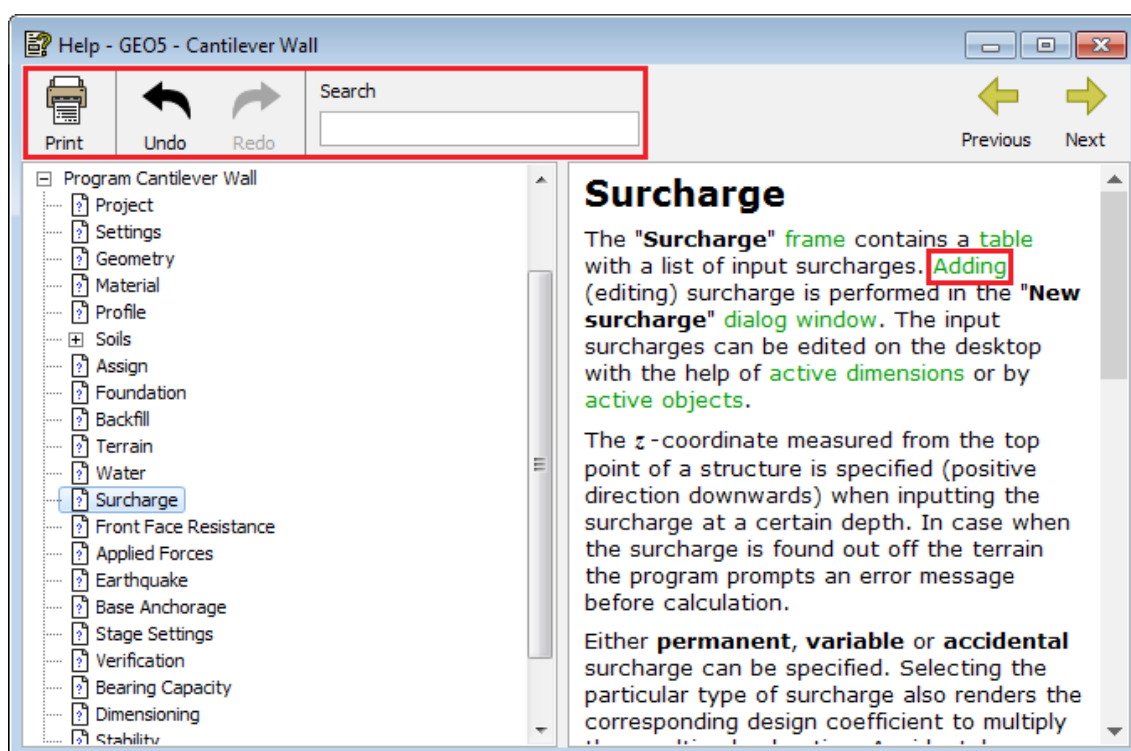 Help - GEO5 - Cantilever Wall
Search
Print Undo Redo
Previous Next
Program Cantilever Wall
Project
Settings
Geometry
Material
Profile
Soils
Assign
Foundation
Backfill
Terrain
Water
Surcharge
Front Face Resistance
Applied Forces
Earthquake
Base Anchorage
Stage Settings
Verification
Bearing Capacity
Dimensioning
Stability
Surcharge
The "Surcharge" frame contains a table
with a list of input surcharges. Adding
(editing) surcharge is performed in the "New
surcharge" dialog window. The input
surcharges can be edited on the desktop
with the help of active dimensions or by
active objects.
The z -coordinate measured from the top
point of a structure is specified (positive
direction downwards) when inputting the
surcharge at a certain depth. In case when
the surcharge is found out off the terrain
the program prompts an error message
before calculation.
Either permanent, variable or accidental
surcharge can be specified. Selecting the
particular type of surcharge also renders the
corresponding design coefficient to multiply